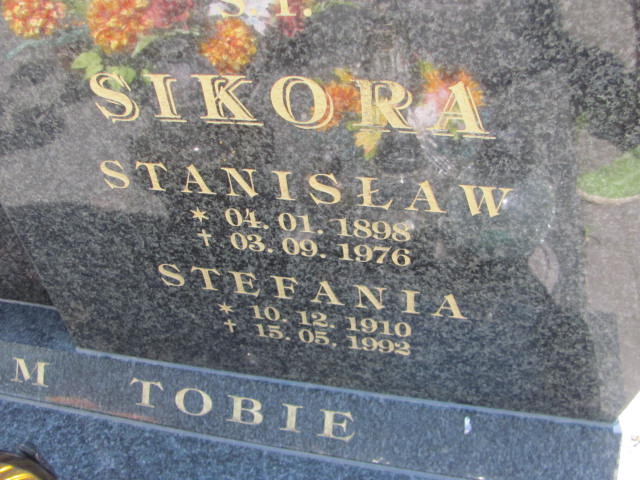 Ś.P.
SIKORA
STANISŁAW
* 04. 01. 1898
† 03. 09. 1976
STEFANIA
* 10. 12. 1910
† 15. 05. 1992
M TOBIE